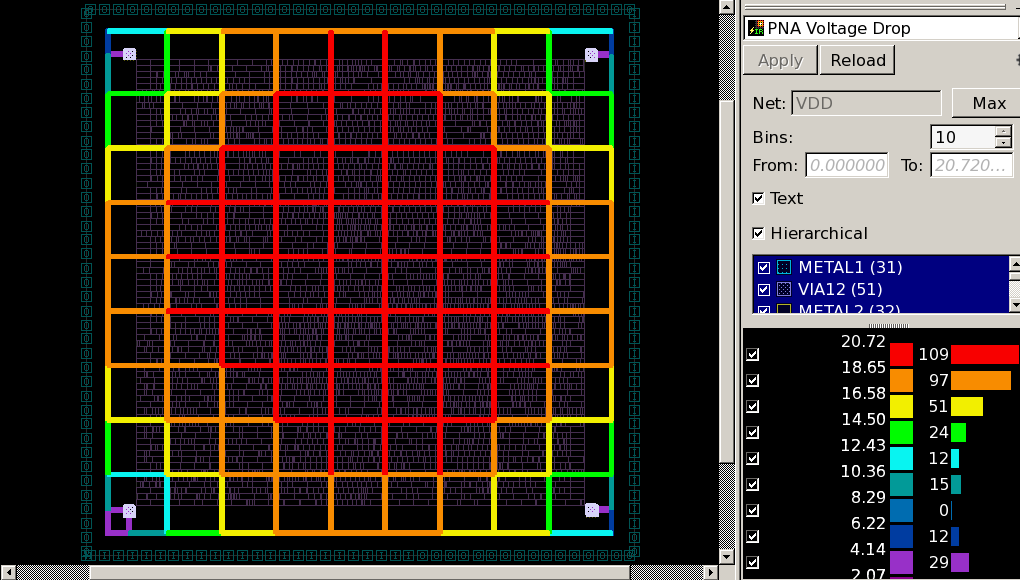 PNA Voltage Drop
Apply Reload
Net: VDD Max
Bins: 10
From: 0.000000 To: 20.720...
Text
Hierarchical
METAL1 (31)
VIA12 (51)
METAL2 (32)
20.72
109
18.65
97
16.58
51
14.50
24
12.43
12
10.36
15
8.29
0
6.22
12
4.14
29
2.07